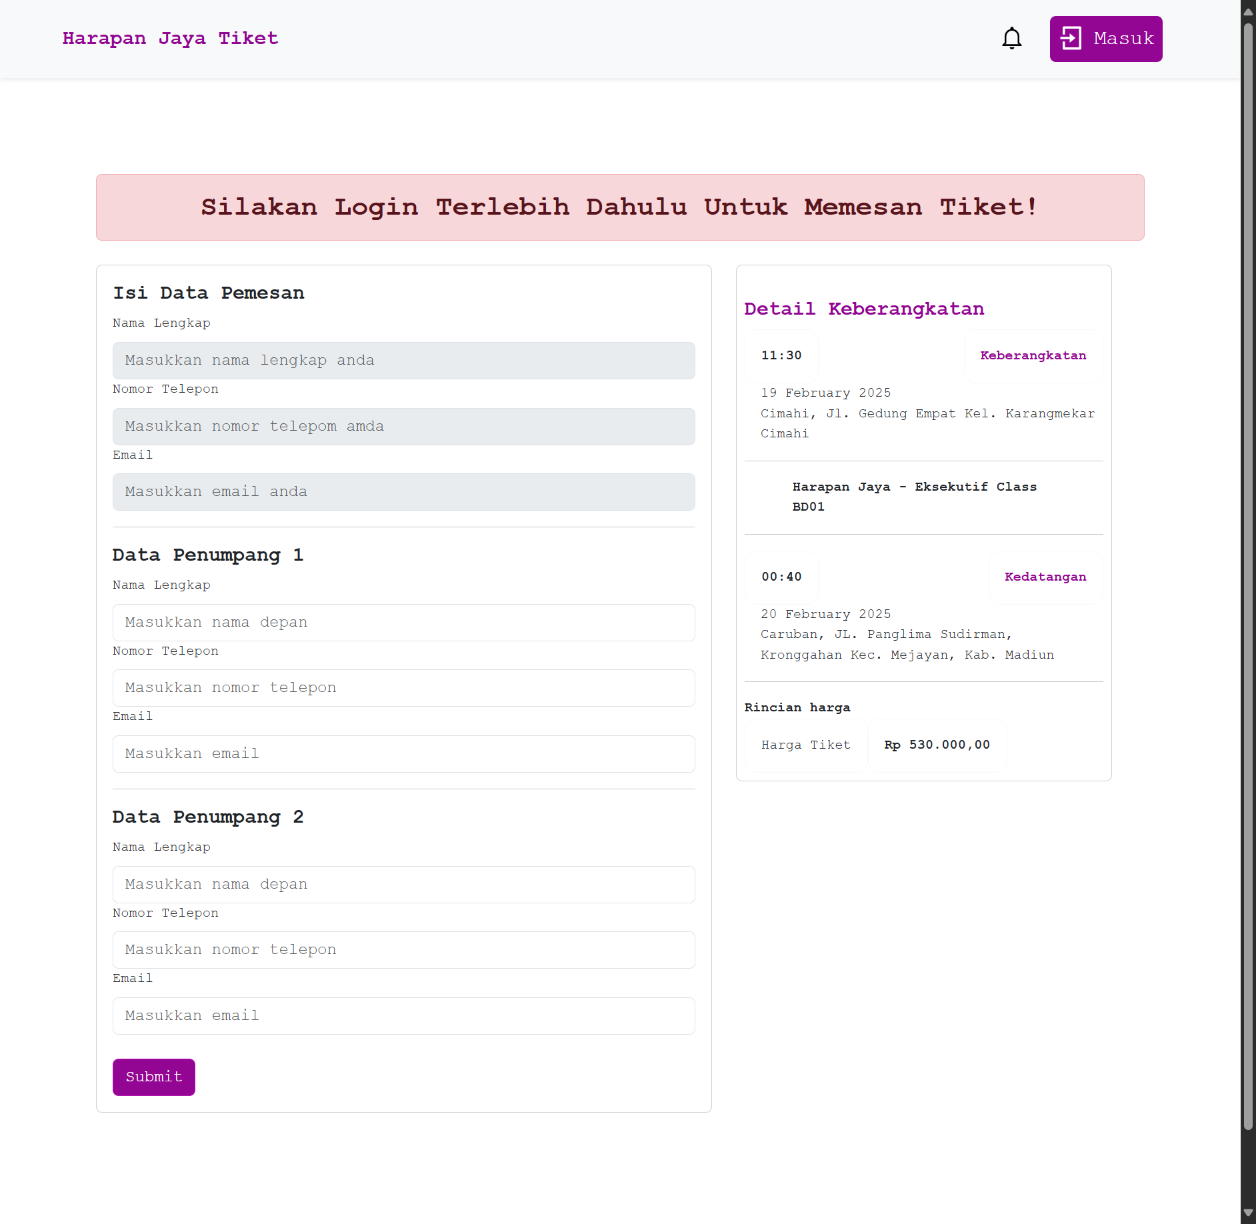 Harapan Jaya Tiket
Masuk
Silakan Login Terlebih Dahulu Untuk Memesan Tiket!
Isi Data Pemesan
Nama Lengkap
Masukkan nama lengkap anda
Nomor Telepon
Masukkan nomor telepom amda
Email
Masukkan email anda
Data Penumpang 1
Nama Lengkap
Masukkan nama depan
Nomor Telepon
Masukkan nomor telepon
Email
Masukkan email
Data Penumpang 2
Nama Lengkap
Masukkan nama depan
Nomor Telepon
Masukkan nomor telepon
Email
Masukkan email
Submit
Detail Keberangkatan
11:30 Keberangkatan
19 February 2025
Cimahi, Jl. Gedung Empat Kel. Karangmekar
Cimahi
Harapan Jaya - Eksekutif Class
BD01
00:40 Kedatangan
20 February 2025
Caruban, JL. Panglima Sudirman,
Kronggahan Kec. Mejayan, Kab. Madiun
Rincian harga
Harga Tiket Rp 530.000,00